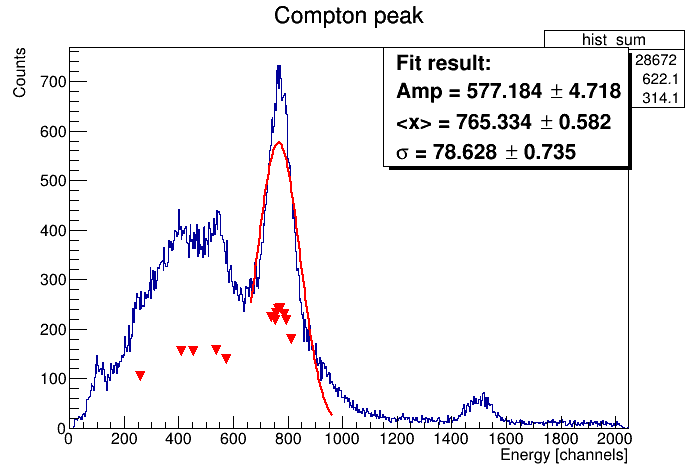 Compton peak
hist_sum
28672
622.1
314.1
Fit result:
Amp = 577.184 ± 4.718
<x> = 765.334 ± 0.582
σ = 78.628 ± 0.735
Counts
700
600
500
400
300
200
100
0
0 200 400 600 800 1000 1200 1400 1600 1800 2000
Energy [channels]